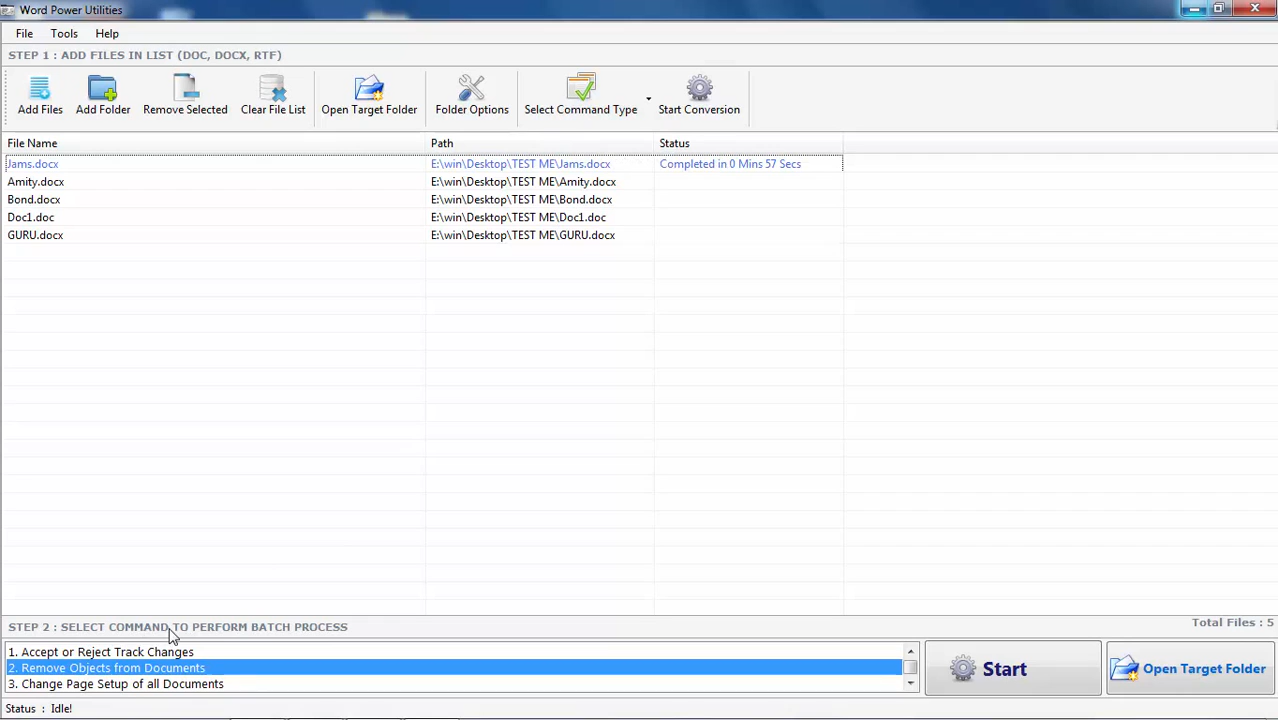 Word Power Utilities
File Tools Help
STEP 1 : ADD FILES IN LIST (DOC, DOCX, RTF)
Add Files Add Folder Remove Selected Clear File List Open Target Folder Folder Options Select Command Type Start Conversion
File Name Path Status
Jams.docx E:\win\Desktop\TEST ME\Jams.docx Completed in 0 Mins 57 Secs
Amity.docx E:\win\Desktop\TEST ME\Amity.docx
Bond.docx E:\win\Desktop\TEST ME\Bond.docx
Doc1.doc E:\win\Desktop\TEST ME\Doc1.doc
GURU.docx E:\win\Desktop\TEST ME\GURU.docx
STEP 2 : SELECT COMMAND TO PERFORM BATCH PROCESS Total Files : 5
1. Accept or Reject Track Changes
2. Remove Objects from Documents
3. Change Page Setup of all Documents
Start Open Target Folder
Status : Idle!